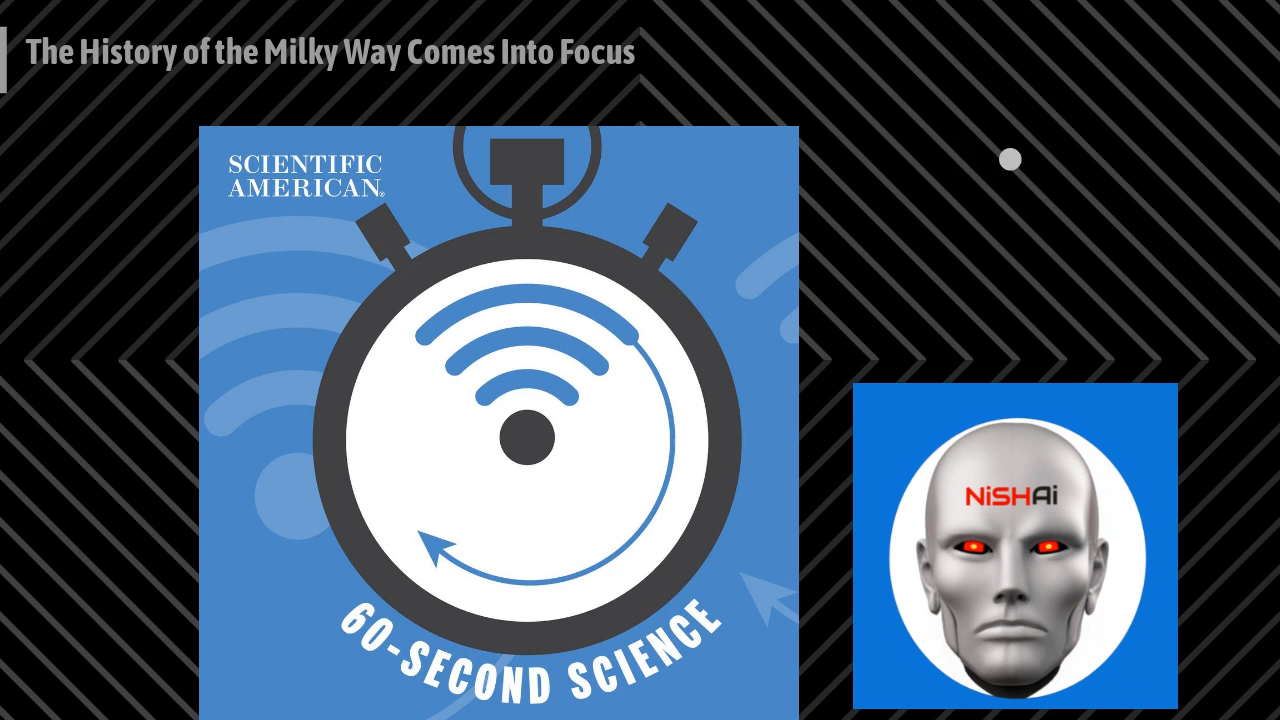 The History of the Milky Way Comes Into Focus
SCIENTIFIC
AMERICAN®
60-SECOND SCIENCE
NiSHAi